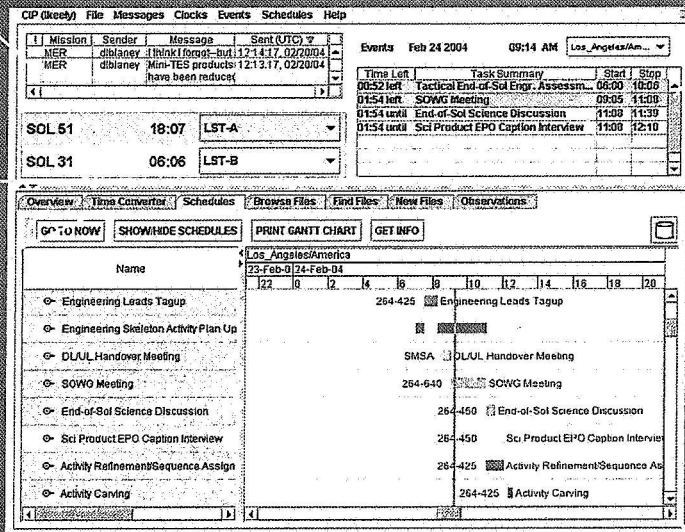 CIP (lkeely) File Messages Clocks Events Schedules Help
! Mission Sender Message Sent (UTC)
MER dlblaney I think I forgot--but 12:14:17, 02/20/04
MER dlblaney Mini-TES products 12:13:17, 02/20/04
have been reduce
Events Feb 24 2004 09:14 AM Los_Angeles/Am...
Time Left Task Summary Start Stop
00:52 left Tactical End-of-Sol Engr. Assessm... 06:00 10:06
01:54 left SOWG Meeting 09:05 11:08
01:54 until End-of-Sol Science Discussion 11:08 11:39
01:54 until Sci Product EPO Caption Interview 11:08 12:10
SOL 51 18:07 LST-A
SOL 31 06:06 LST-B
Overview Time Converter Schedules Browse Files Find Files New Files Observations
GO TO NOW SHOW/HIDE SCHEDULES PRINT GANTT CHART GET INFO
Los_Angeles/America
Name
23-Feb-0 24-Feb-04
22 0 2 4 6 8 10 12 14 16 18 20
Engineering Leads Tagup 264-425 Engineering Leads Tagup
Engineering Skeleton Activity Plan Up
DL/UL Handover Meeting SMSA DL/UL Handover Meeting
SOWG Meeting 264-640 SOWG Meeting
End-of-Sol Science Discussion 264-450 End-of-Sol Science Discussion
Sci Product EPO Caption Interview 264-450 Sci Product EPO Caption Interview
Activity Refinement/Sequence Assign 264-425 Activity Refinement/Sequence As
Activity Carving 264-425 Activity Carving